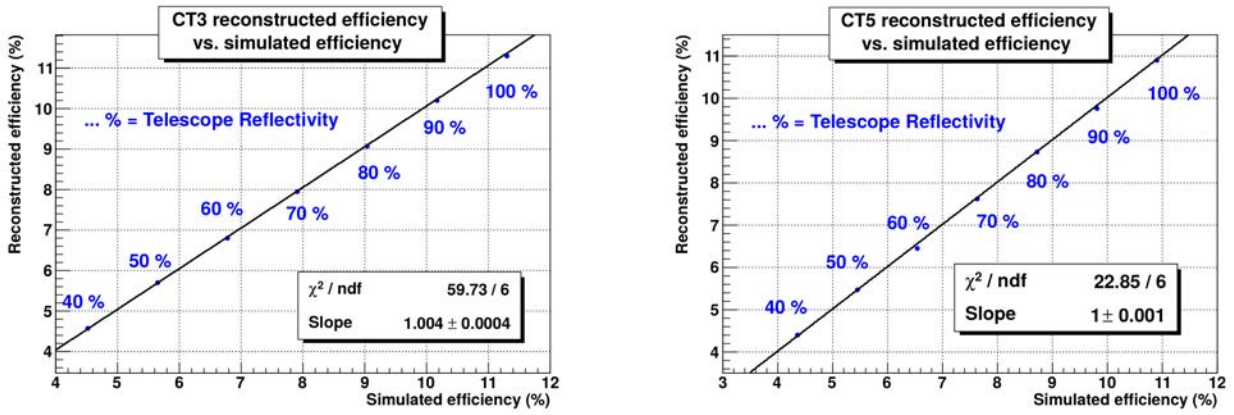 CT3 reconstructed efficiency
vs. simulated efficiency
Reconstructed efficiency (%)
11
10
9
8
7
6
5
4
... % = Telescope Reflectivity
100 %
90 %
80 %
70 %
60 %
50 %
40 %
χ² / ndf 59.73 / 6
Slope 1.004 ± 0.0004
4 5 6 7 8 9 10 11 12
Simulated efficiency (%)
CT5 reconstructed efficiency
vs. simulated efficiency
Reconstructed efficiency (%)
11
10
9
8
7
6
5
4
... % = Telescope Reflectivity
100 %
90 %
80 %
70 %
60 %
50 %
40 %
χ² / ndf 22.85 / 6
Slope 1± 0.001
3 4 5 6 7 8 9 10 11 12
Simulated efficiency (%)